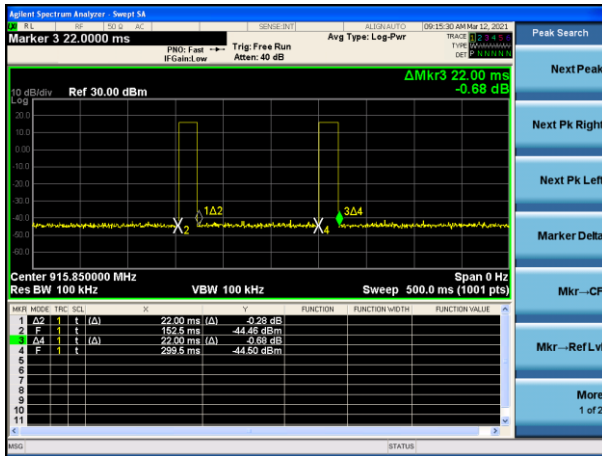 Agilent Spectrum Analyzer - Swept SA
RL RF 50 Ω AC SENSE:INT ALIGN AUTO 09:15:30 AM Mar 12, 2021
Marker 3 22.0000 ms
PNO: Fast
IFGain:Low
Trig: Free Run
Atten: 40 dB
Avg Type: Log-Pwr
TRACE 1 2 3 4 5 6
TYPE
DET P N N N N N
Peak Search
ΔMkr3 22.00 ms
-0.68 dB
10 dB/div Ref 30.00 dBm
Log
20.0
10.0
0.00
-10.0
-20.0
-30.0
-40.0
-50.0
-60.0
1Δ2
2
3Δ4
4
Center 915.850000 MHz Span 0 Hz
Res BW 100 kHz VBW 100 kHz Sweep 500.0 ms (1001 pts)
MKR MODE TRC SCL X Y FUNCTION FUNCTION WIDTH FUNCTION VALUE
1 Δ2 1 t (Δ) 22.00 ms (Δ) -0.28 dB
2 F 1 t 152.5 ms -44.46 dBm
3 Δ4 1 t (Δ) 22.00 ms (Δ) -0.68 dB
4 F 1 t 299.5 ms -44.50 dBm
5
6
7
8
9
10
11
MSG STATUS
Next Peak
Next Pk Right
Next Pk Left
Marker Delta
Mkr→CF
Mkr→Ref Lvl
More
1 of 2